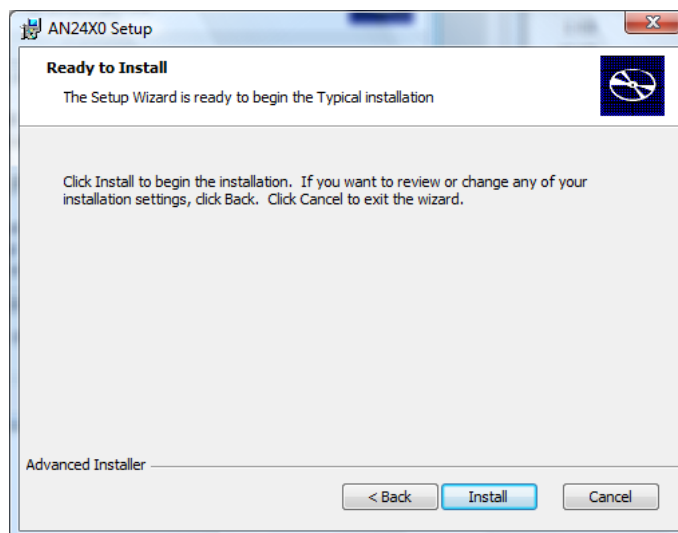 AN24X0 Setup
Ready to Install
The Setup Wizard is ready to begin the Typical installation
Click Install to begin the installation.  If you want to review or change any of your
installation settings, click Back.  Click Cancel to exit the wizard.
Advanced Installer
< Back
Install
Cancel